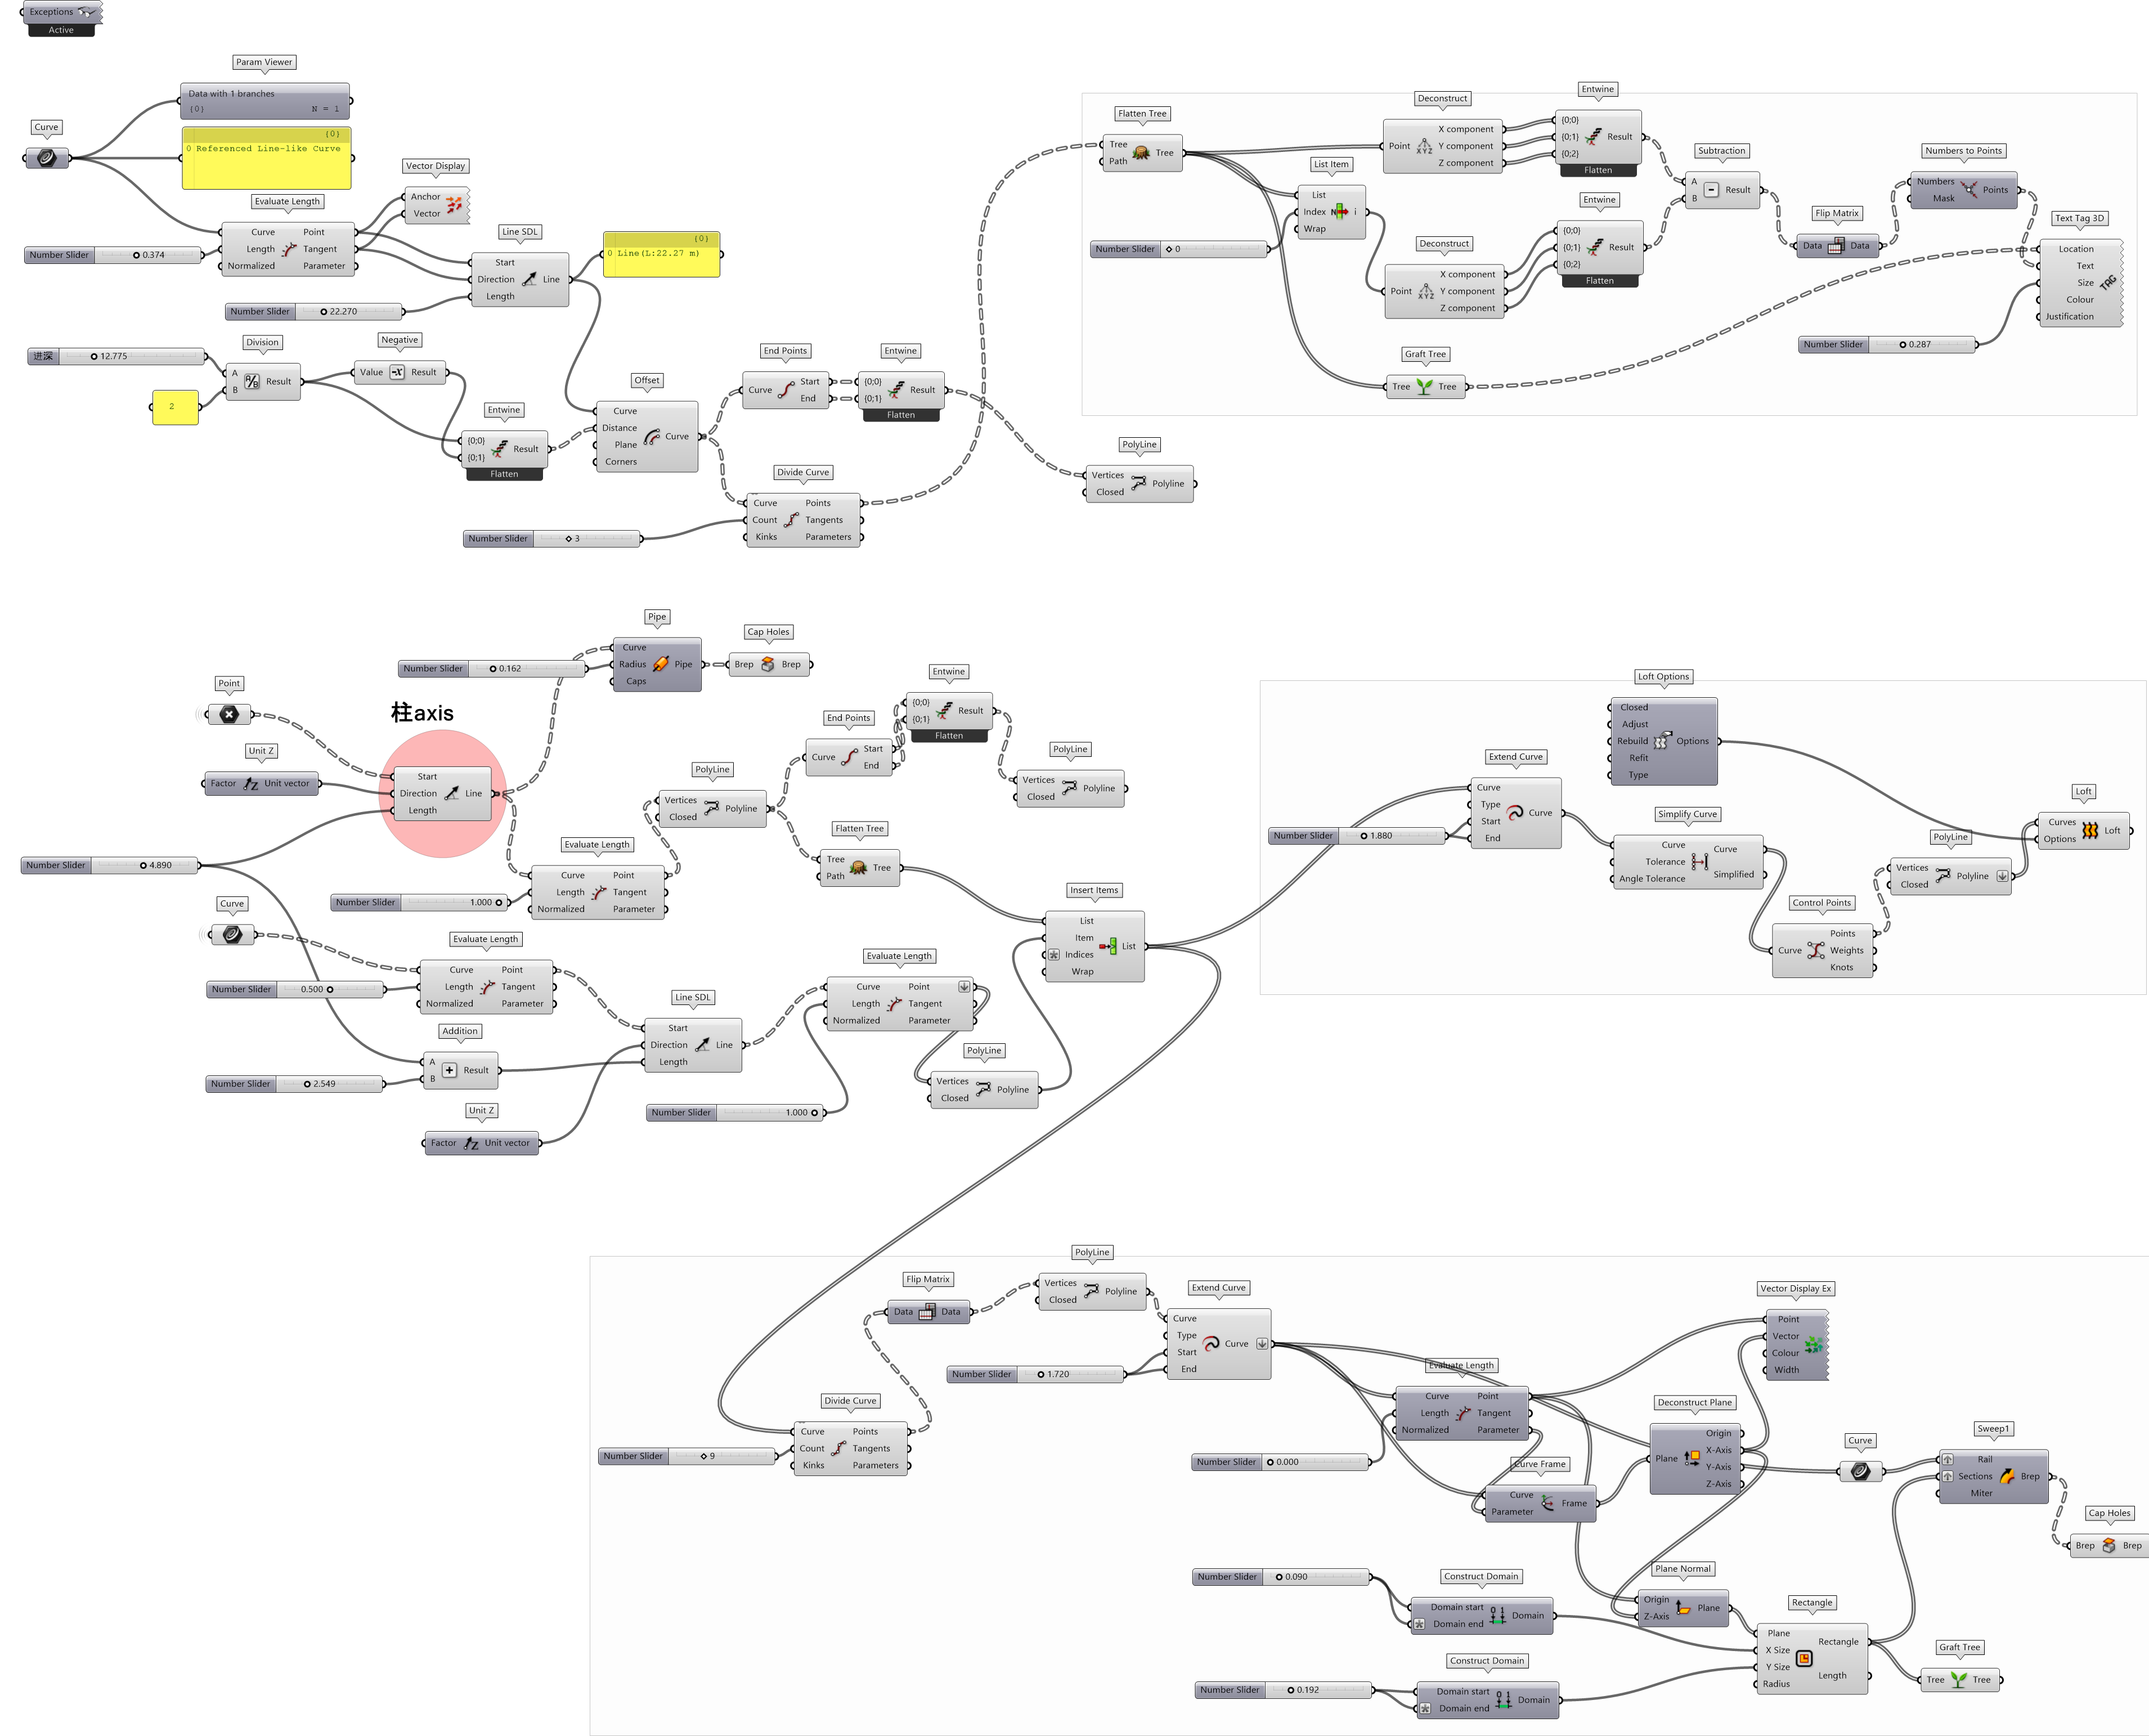 Exceptions
Active
Param Viewer
Data with 1 branches
{0} N = 1
Curve
{0}
0 Referenced Line-like Curve
Vector Display
Anchor
Vector
Evaluate Length
Curve Point
Length Tangent
Normalized Parameter
Number Slider 0.374
Line SDL
Start
Direction Line
Length
{0}
0 Line(L:22.27 m)
Number Slider 22.270
进深 12.775
Division
A
B
A/B
Result
2
Negative
Value -x Result
Entwine
{0;0}
{0;1}
Result
Flatten
Offset
Curve
Distance
Plane
Corners
Curve
End Points
Curve Start
End
Entwine
{0;0}
{0;1}
Result
Flatten
Divide Curve
Curve Points
Count Tangents
Kinks Parameters
Number Slider 3
PolyLine
Vertices
Closed
Polyline
Flatten Tree
Tree Tree
Path
Number Slider 0
List Item
List
Index N i
Wrap
Deconstruct
Point XYZ
X component
Y component
Z component
Entwine
{0;0}
{0;1}
{0;2}
Result
Flatten
Deconstruct
Point XYZ
X component
Y component
Z component
Entwine
{0;0}
{0;1}
{0;2}
Result
Flatten
Subtraction
A
B
Result
Flip Matrix
Data Data
Numbers to Points
Numbers
Mask
Points
Text Tag 3D
Location
Text
Size
Colour
Justification
TAG
Number Slider 0.287
Graft Tree
Tree Tree
Pipe
Curve
Radius Pipe
Caps
Number Slider 0.162
Cap Holes
Brep Brep
Point
柱axis
Unit Z
Factor Z Unit vector
Start
Direction Line
Length
Number Slider 4.890
Evaluate Length
Curve Point
Length Tangent
Normalized Parameter
Number Slider 1.000
PolyLine
Vertices
Closed
Polyline
End Points
Curve Start
End
Entwine
{0;0}
{0;1}
Result
Flatten
PolyLine
Vertices
Closed
Polyline
Flatten Tree
Tree Tree
Path
Curve
Evaluate Length
Curve Point
Length Tangent
Normalized Parameter
Number Slider 0.500
Addition
A
B
Result
Number Slider 2.549
Unit Z
Factor Z Unit vector
Line SDL
Start
Direction Line
Length
Number Slider 1.000
Evaluate Length
Curve Point
Length Tangent
Normalized Parameter
PolyLine
Vertices
Closed
Polyline
Insert Items
List
Item
Indices
Wrap
List
Loft Options
Closed
Adjust
Rebuild Options
Refit
Type
Extend Curve
Curve
Type
Start
End
Curve
Number Slider 1.880
Simplify Curve
Curve Curve
Tolerance
Angle Tolerance Simplified
Control Points
Curve Points
Weights
Knots
PolyLine
Vertices
Closed
Polyline
Loft
Curves
Options
Loft
Flip Matrix
Data Data
PolyLine
Vertices
Closed
Polyline
Extend Curve
Curve
Type
Start
End
Curve
Number Slider 1.720
Divide Curve
Curve Points
Count Tangents
Kinks Parameters
Number Slider 9
Evaluate Length
Curve Point
Length Tangent
Normalized Parameter
Number Slider 0.000
Curve Frame
Curve
Parameter
Frame
Vector Display Ex
Point
Vector
Colour
Width
Deconstruct Plane
Plane
Origin
X-Axis
Y-Axis
Z-Axis
Curve
Sweep1
Rail
Sections Brep
Miter
Cap Holes
Brep Brep
Number Slider 0.090
Construct Domain
Domain start
Domain end
0 1
Domain
Plane Normal
Origin
Z-Axis
Plane
Rectangle
Plane
X Size
Y Size
Radius
Rectangle
Length
Graft Tree
Tree Tree
Number Slider 0.192
Construct Domain
Domain start
Domain end
0 1
Domain